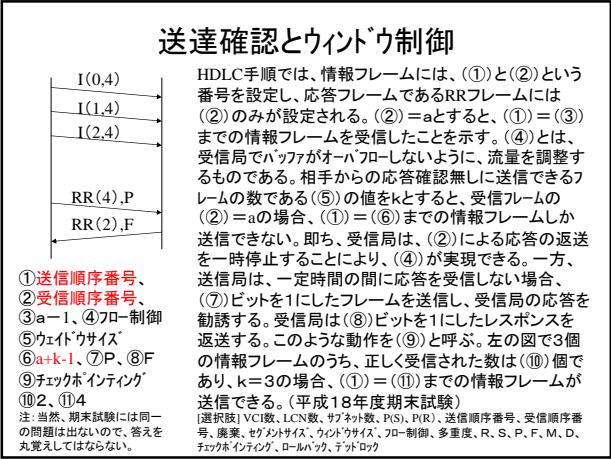 送達確認とウィンドウ制御
I(0,4)
I(1,4)
I(2,4)
RR(4),P
RR(2),F
①送信順序番号、
②受信順序番号、
③a－1、④フロー制御
⑤ウェイドウサイズ
⑥a+k-1、⑦P、⑧F
⑨チェックポインティング
⑩2、⑪4
注：当然、期末試験には同一
の問題は出ないので、答えを
丸覚えしてはならない。
HDLC手順では、情報フレームには、(①)と(②)という
番号を設定し、応答フレームであるRRフレームには
(②)のみが設定される。(②)＝aとすると、(①)＝(③)
までの情報フレームを受信したことを示す。(④)とは、
受信局でバッファがオーバフローしないように、流量を調整す
るものである。相手からの応答確認無しに送信できるフ
レームの数である(⑤)の値をkとすると、受信フレームの
(②)＝aの場合、(①)＝(⑥)までの情報フレームしか
送信できない。即ち、受信局は、(②)による応答の返送
を一時停止することにより、(④)が実現できる。一方、
送信局は、一定時間の間に応答を受信しない場合、
(⑦)ビットを1にしたフレームを送信し、受信局の応答を
勧誘する。受信局は(⑧)ビットを1にしたレスポンスを
返送する。このような動作を(⑨)と呼ぶ。左の図で3個
の情報フレームのうち、正しく受信された数は(⑩)個で
あり、k＝3の場合、(①)＝(⑪)までの情報フレームが
送信できる。(平成18年度期末試験)
[選択肢] VCI数、LCN数、サブネット数、P(S)、P(R)、送信順序番号、受信順序番
号、廃棄、セグメントサイズ、ウィンドウサイズ、フロー制御、多重度、R、S、P、F、M、D、
チェックポインティング、ロールバック、デッドロック